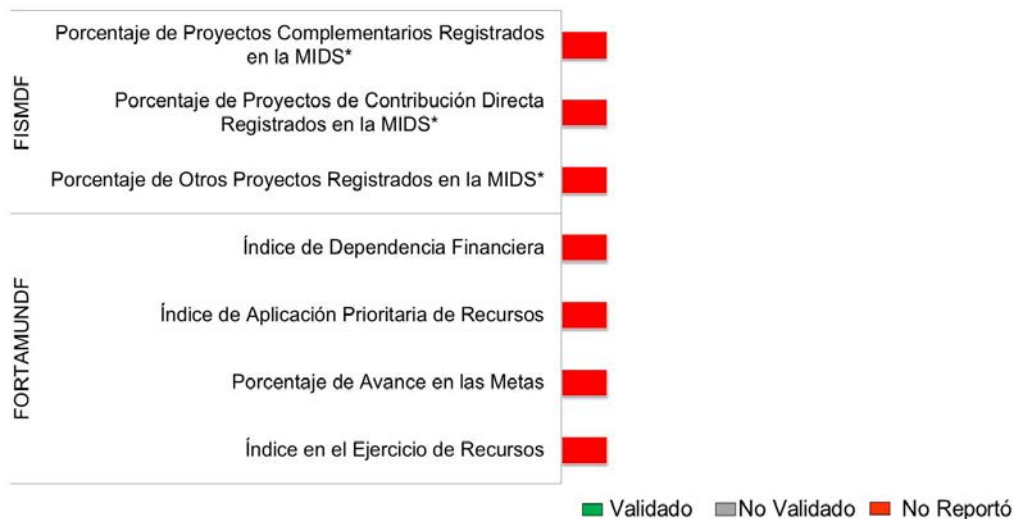 FISMDF
Porcentaje de Proyectos Complementarios Registrados
en la MIDS*
Porcentaje de Proyectos de Contribución Directa
Registrados en la MIDS*
Porcentaje de Otros Proyectos Registrados en la MIDS*
FORTAMUNDF
Índice de Dependencia Financiera
Índice de Aplicación Prioritaria de Recursos
Porcentaje de Avance en las Metas
Índice en el Ejercicio de Recursos
Validado No Validado No Reportó